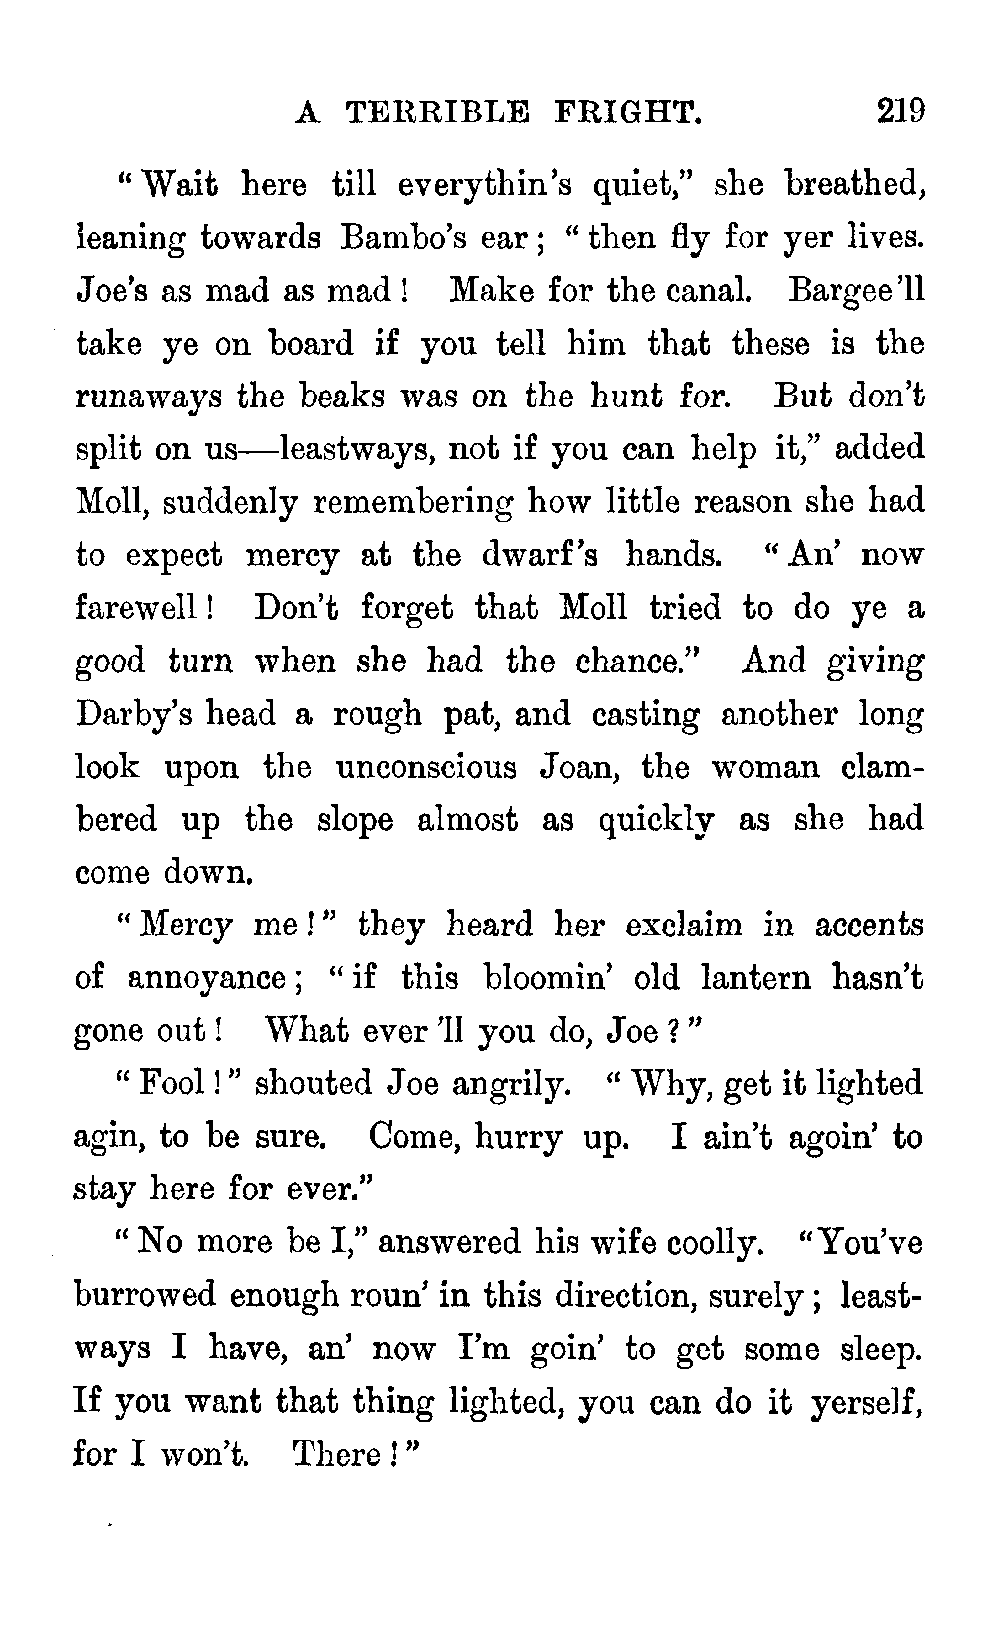 A TERRIBLE FRIGHT. 219
“ Wait here till everythin’s quiet,” she breathed,
leaning towards Bambo’s ear ; “ then fly for yer lives.
Joe’s as mad as mad ! Make for the canal. Bargee’ll
take ye on board if you tell him that these is the
runaways the beaks was on the hunt for. But don’t
split on us—leastways, not if you can help it,” added
Moll, suddenly remembering how little reason she had
to expect mercy at the dwarf’s hands. “ An’ now
farewell ! Don’t forget that Moll tried to do ye a
good turn when she had the chance.” And giving
Darby’s head a rough pat, and casting another long
look upon the unconscious Joan, the woman clam-
bered up the slope almost as quickly as she had
come down.
“ Mercy me ! ” they heard her exclaim in accents
of annoyance ; “ if this bloomin’ old lantern hasn’t
gone out ! What ever ’ll you do, Joe ? ”
“ Fool ! ” shouted Joe angrily. “ Why, get it lighted
agin, to be sure. Come, hurry up. I ain’t agoin’ to
stay here for ever.”
“ No more be I,” answered his wife coolly. “ You’ve
burrowed enough roun’ in this direction, surely ; least-
ways I have, an’ now I’m goin’ to get some sleep.
If you want that thing lighted, you can do it yerself,
for I won’t. There ! ”